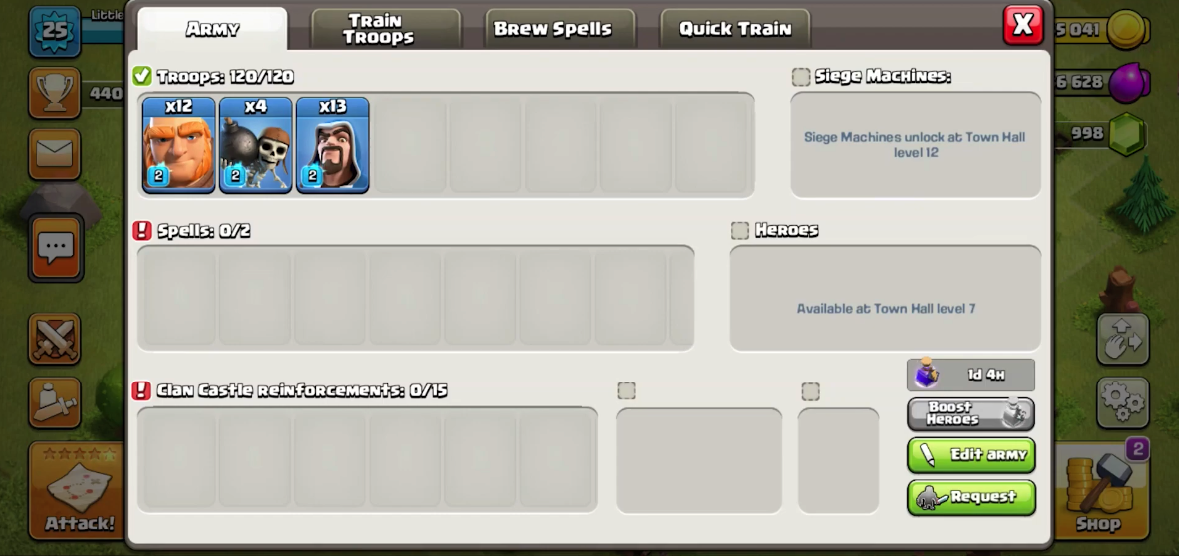 25
Little
Army
Train Troops
Brew Spells
Quick Train
X
5 041
440
Troops: 120/120
Siege Machines:
6 628
x12
x4
x13
2
2
2
Siege Machines unlock at Town Hall
level 12
998
Spells: 0/2
Heroes
Available at Town Hall level 7
Clan Castle reinforcements: 0/15
1d 4h
Boost
Heroes
Edit army
Request
Attack!
2
Shop